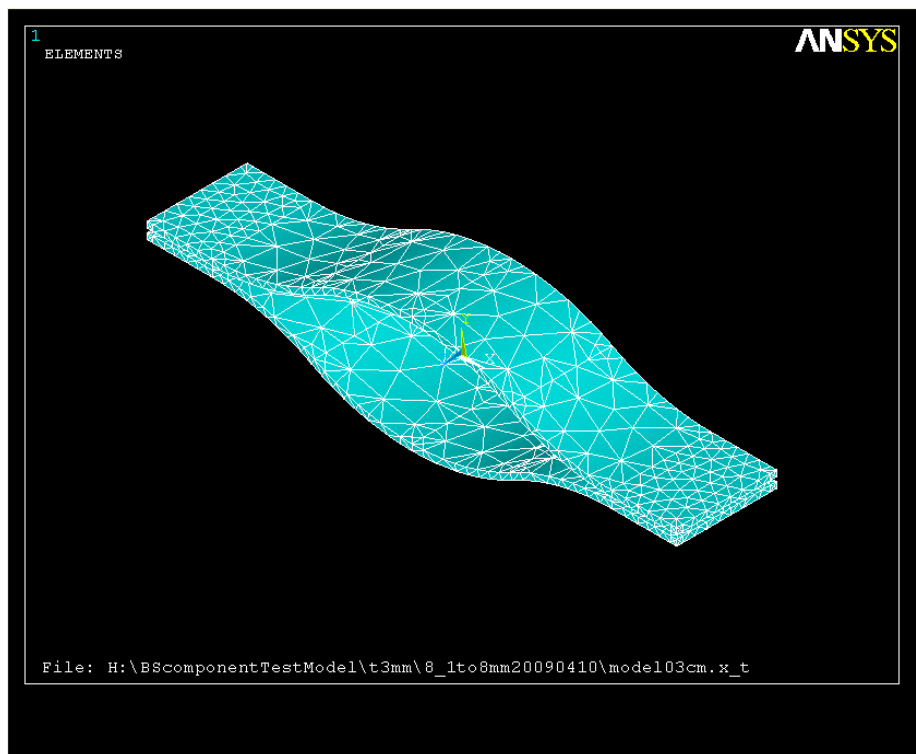 1
ANSYS
ELEMENTS
Y
X
File: H:\BScomponentTestModel\t3mm\8_1to8mm20090410\model03cm.x_t